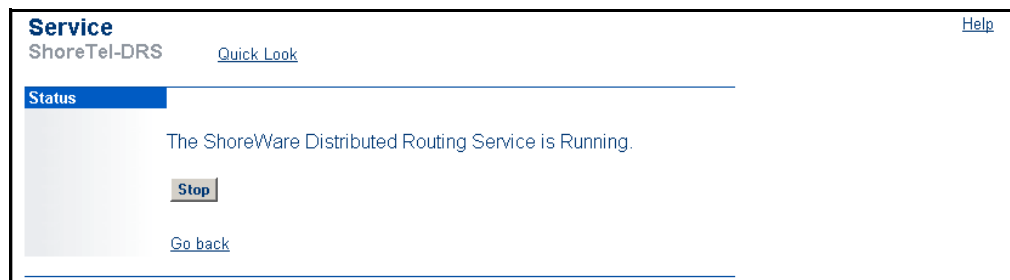 Service
Help
ShoreTel-DRS
Quick Look
Status
The ShoreWare Distributed Routing Service is Running.
Stop
Go back